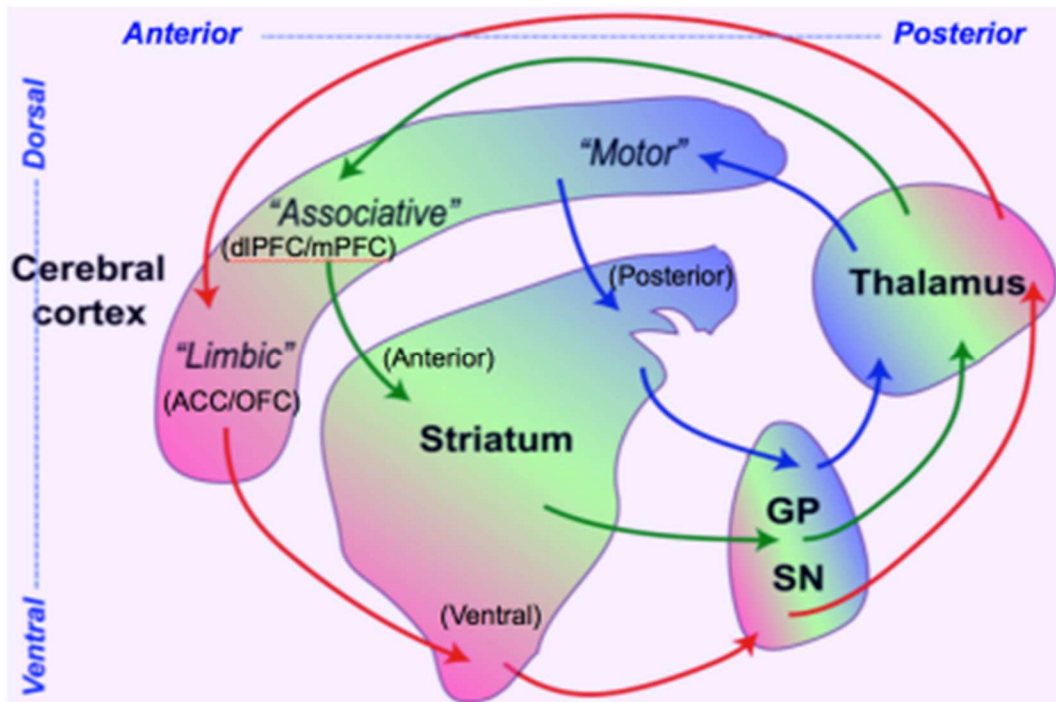 Anterior
Posterior
Dorsal
“Motor”
“Associative”
(dlPFC/mPFC)
Cerebral
cortex
(Posterior)
Thalamus
“Limbic”
(ACC/OFC)
(Anterior)
Striatum
GP
SN
(Ventral)
Ventral